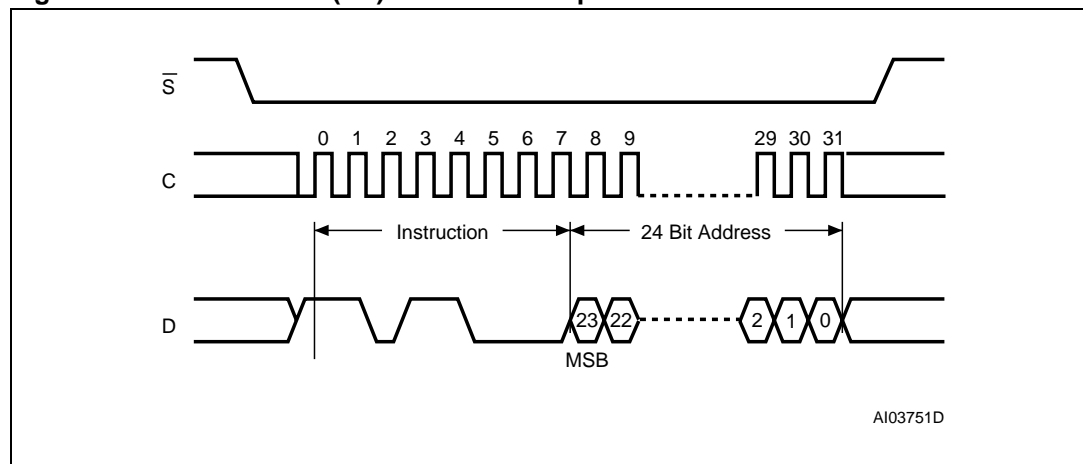 S̅
0 1 2 3 4 5 6 7 8 9 29 30 31
C
Instruction 24 Bit Address
D
23 22 2 1 0
MSB
AI03751D